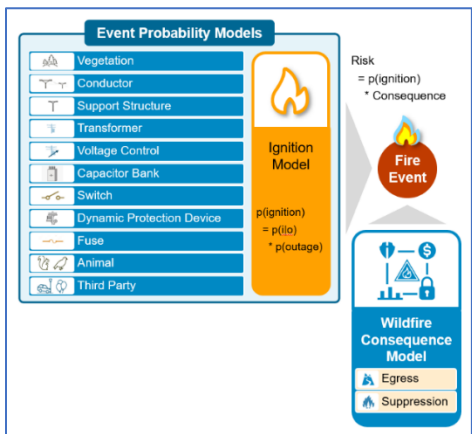 Event Probability Models
Vegetation
Conductor
Support Structure
Transformer
Voltage Control
Capacitor Bank
Switch
Dynamic Protection Device
Fuse
Animal
Third Party
Ignition
Model
p(ignition)
= p(i|o)
* p(outage)
Risk
= p(ignition)
* Consequence
Fire
Event
$
Wildfire
Consequence
Model
Egress
Suppression